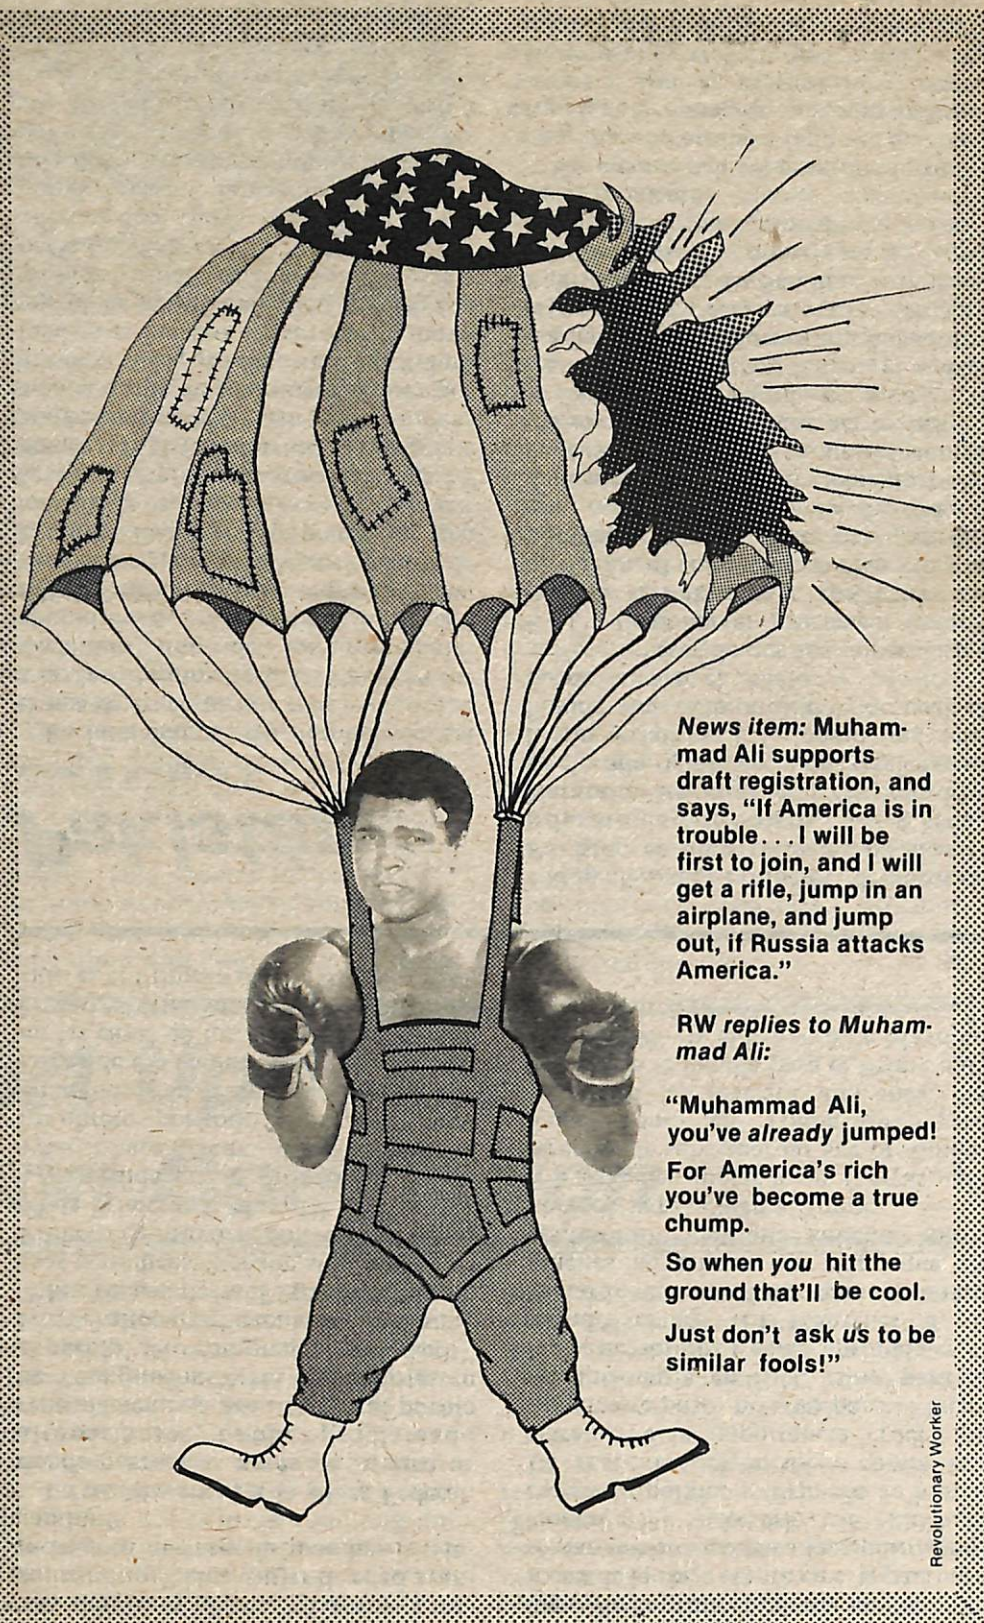 News item: Muham-
mad Ali supports
draft registration, and
says, "If America is in
trouble...I will be
first to join, and I will
get a rifle, jump in an
airplane, and jump
out, if Russia attacks
America."
RW replies to Muham-
mad Ali:
"Muhammad Ali,
you've already jumped!
For America's rich
you've become a true
chump.
So when you hit the
ground that'll be cool.
Just don't ask us to be
similar fools!"
Revolutionary Worker